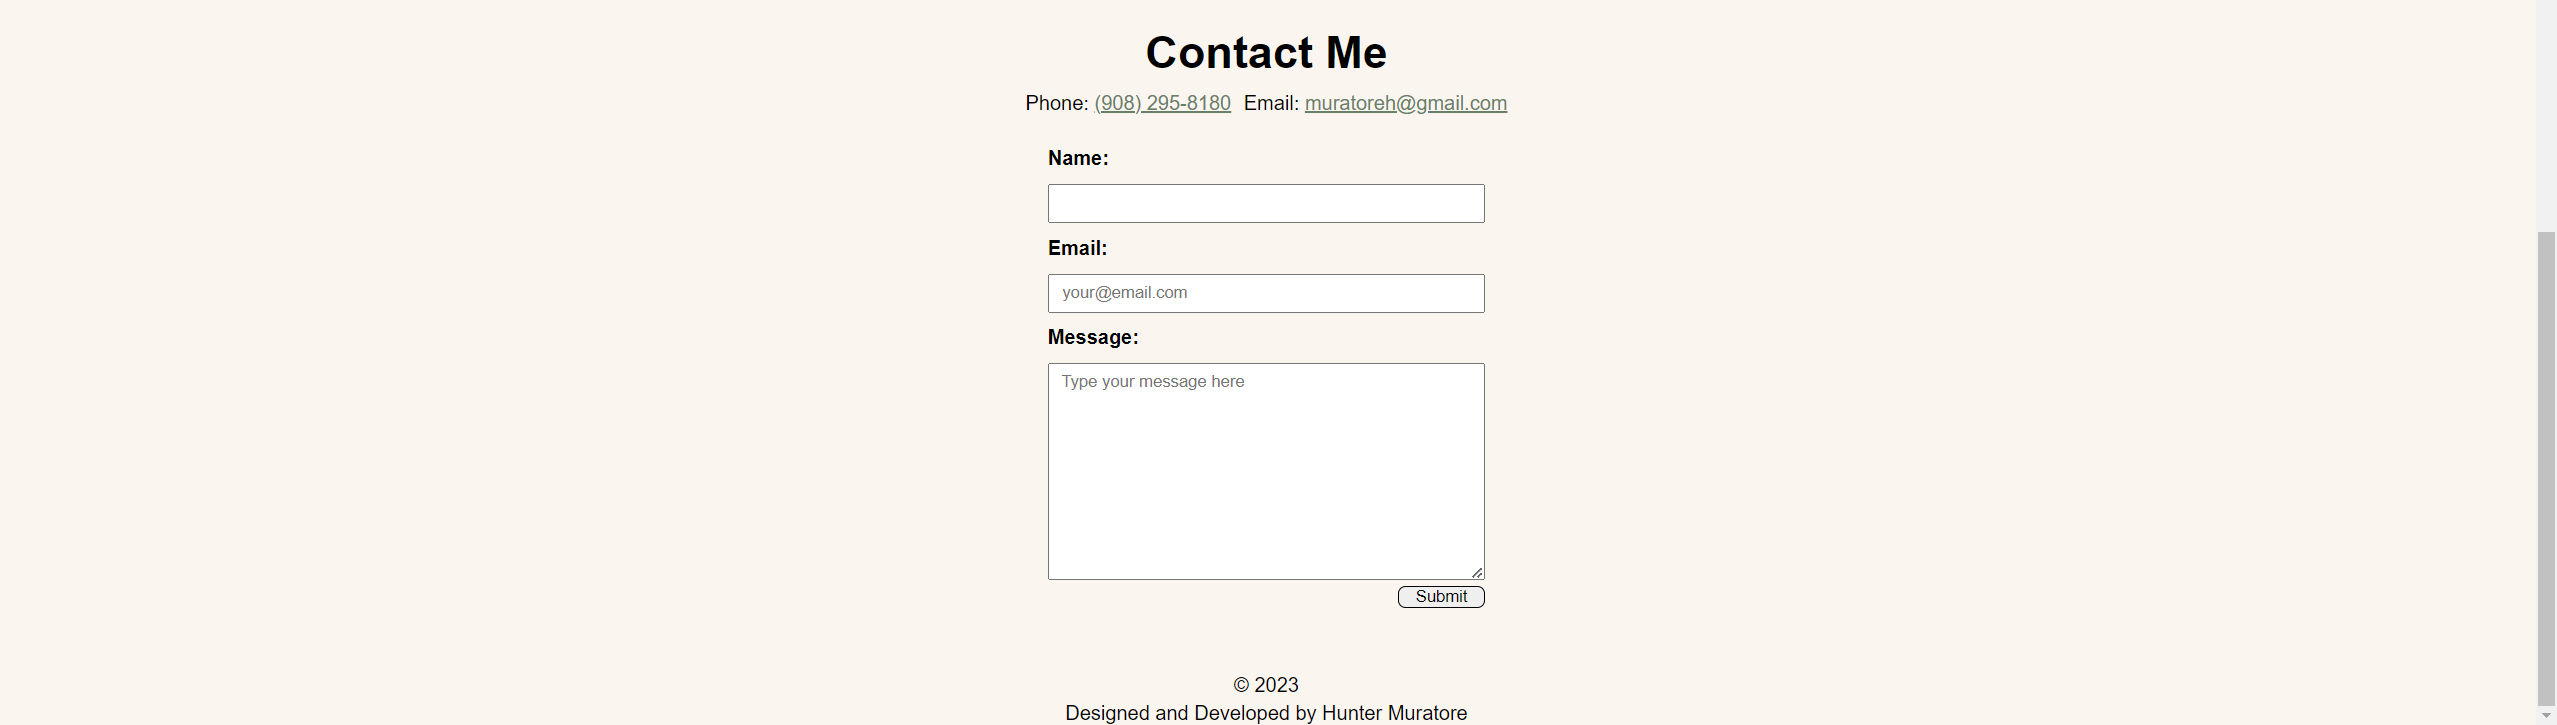 Contact Me
Phone: (908) 295-8180 Email: muratoreh@gmail.com
Name:
Email:
your@email.com
Message:
Type your message here
Submit
© 2023
Designed and Developed by Hunter Muratore